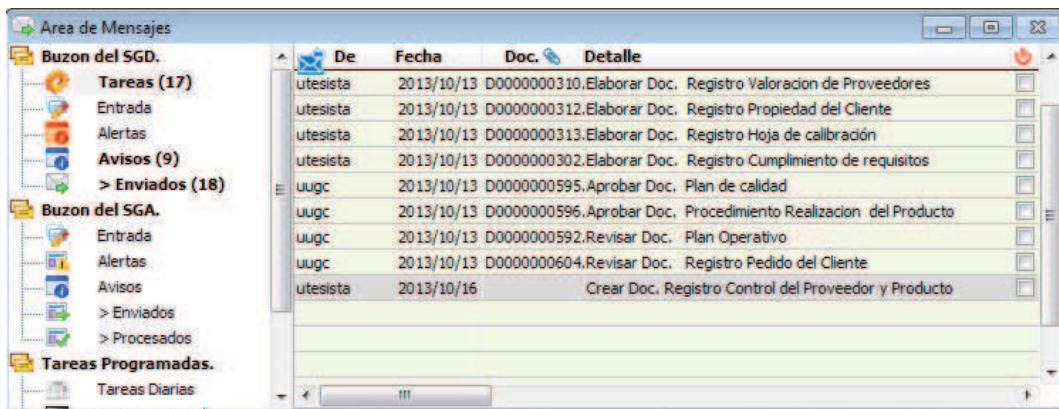 Area de Mensajes
Buzon del SGD.
Tareas (17)
Entrada
Alertas
Avisos (9)
> Enviados (18)
Buzon del SGA.
Entrada
Alertas
Avisos
> Enviados
> Procesados
Tareas Programadas.
Tareas Diarias
De Fecha Doc. Detalle
utesista 2013/10/13 D0000000310.Elaborar Doc. Registro Valoracion de Proveedores
utesista 2013/10/13 D0000000312.Elaborar Doc. Registro Propiedad del Cliente
utesista 2013/10/13 D0000000313.Elaborar Doc. Registro Hoja de calibración
utesista 2013/10/13 D0000000302.Elaborar Doc. Registro Cumplimiento de requisitos
uugc 2013/10/13 D0000000595.Aprobar Doc. Plan de calidad
uugc 2013/10/13 D0000000596.Aprobar Doc. Procedimiento Realizacion del Producto
uugc 2013/10/13 D0000000592.Revisar Doc. Plan Operativo
uugc 2013/10/13 D0000000604.Revisar Doc. Registro Pedido del Cliente
utesista 2013/10/16 Crear Doc. Registro Control del Proveedor y Producto